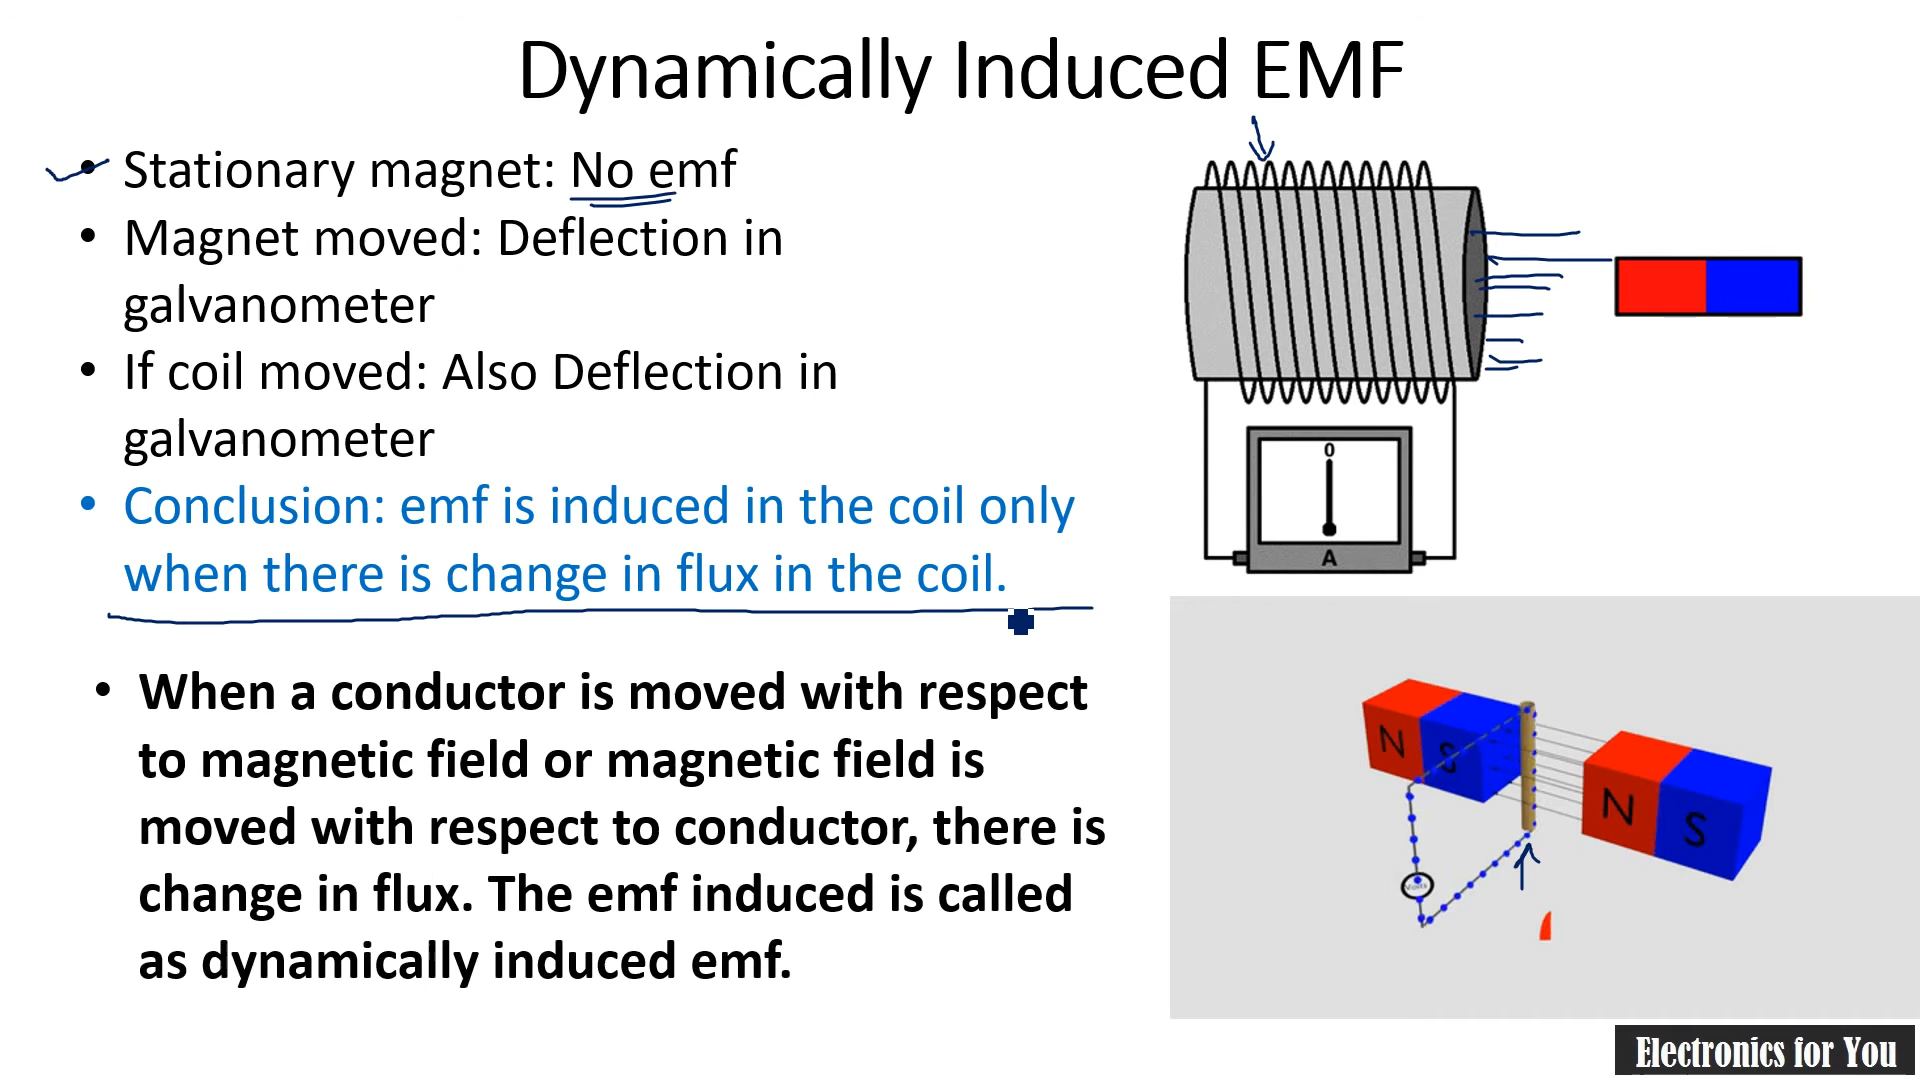 Dynamically Induced EMF
• Stationary magnet: No emf
• Magnet moved: Deflection in
galvanometer
• If coil moved: Also Deflection in
galvanometer
• Conclusion: emf is induced in the coil only
when there is change in flux in the coil.
• When a conductor is moved with respect
to magnetic field or magnetic field is
moved with respect to conductor, there is
change in flux. The emf induced is called
as dynamically induced emf.
0
A
N S
N S
Electronics for You